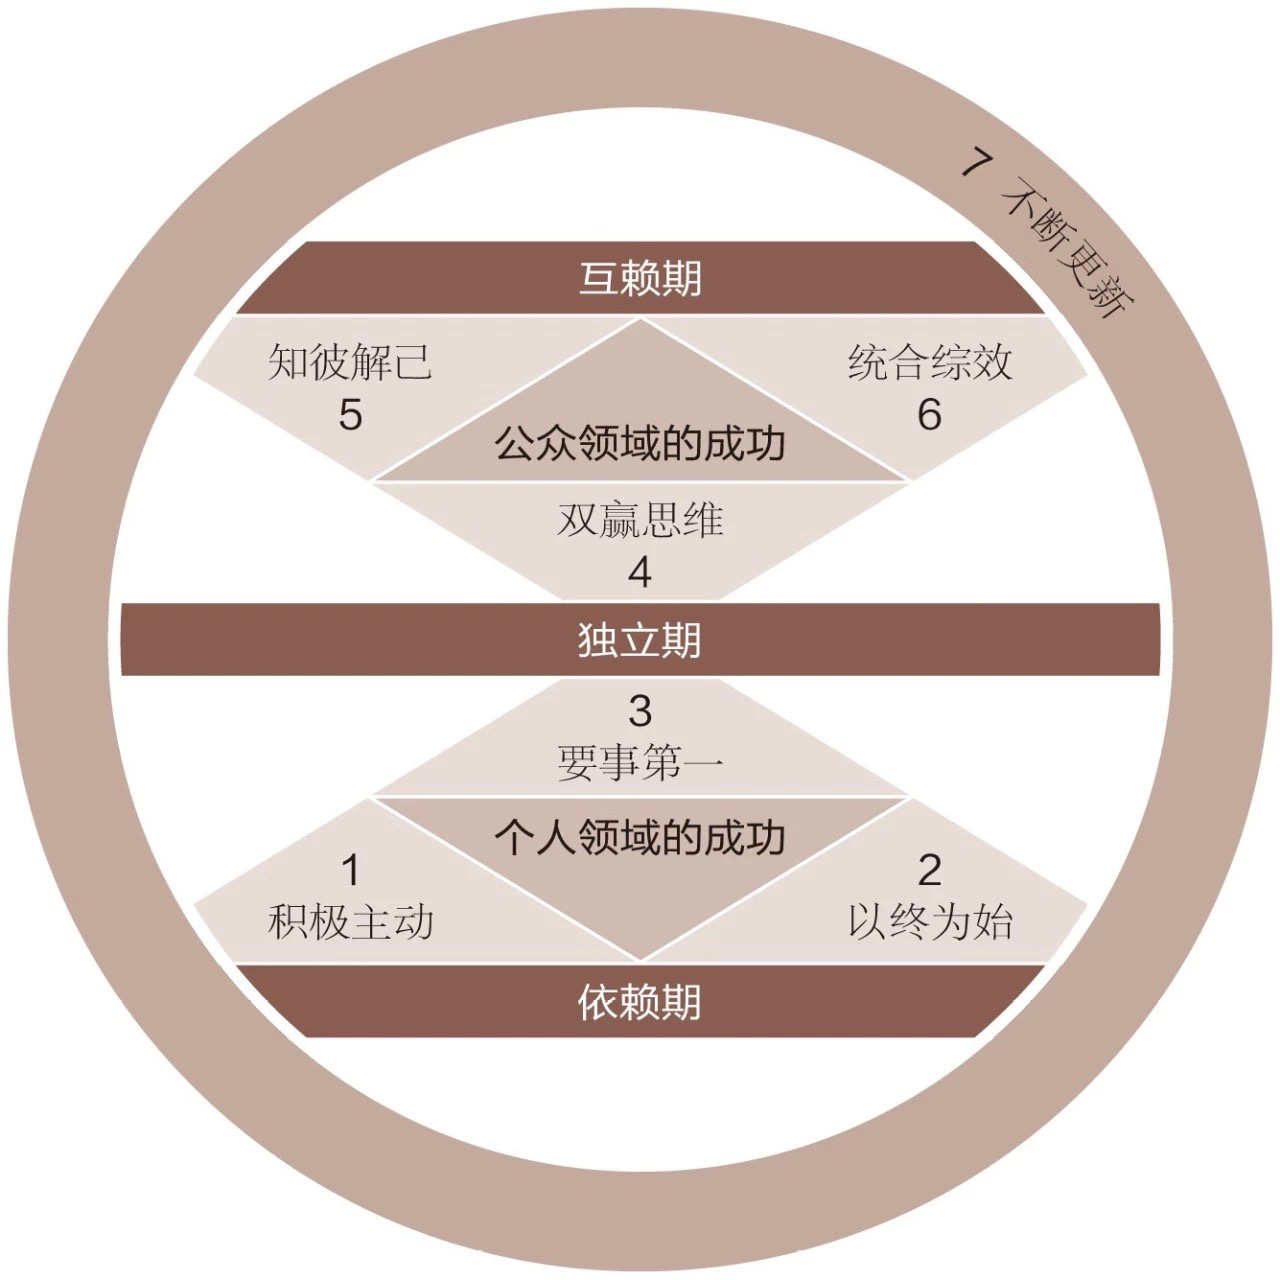 7 不断更新
互赖期
知彼解己
5
统合综效
6
公众领域的成功
双赢思维
4
独立期
3
要事第一
个人领域的成功
1
积极主动
2
以终为始
依赖期